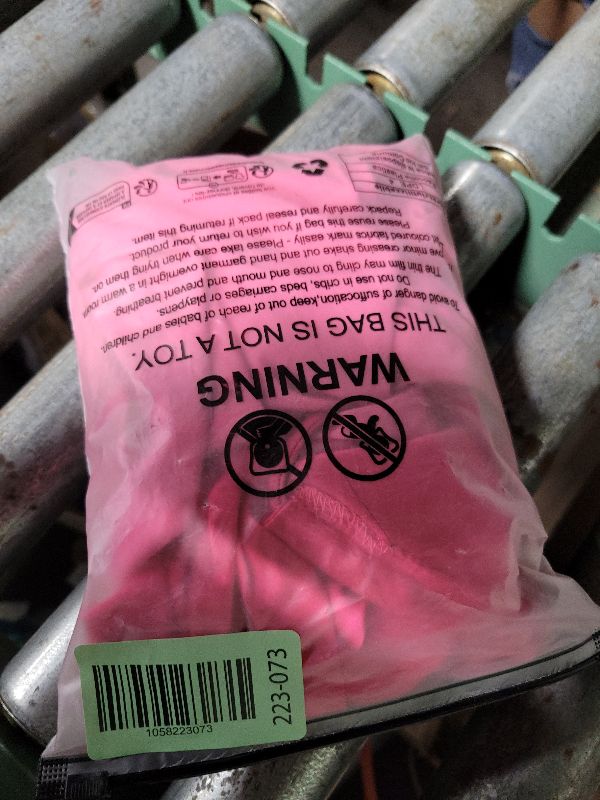 WARNING
THIS BAG IS NOT A TOY.
To avoid danger of suffocation, keep out of reach of babies and children.
Do not use in cribs, beds, carriages or playpens.
The thin film may cling to nose and mouth and prevent breathing.
minor creasing shake out and hand garment overnight in a warm room
coloured fabrics mark easily - Please take care when trying them on.
Please reuse this bag if you wish to return your product.
Repack carefully and reseal pack if returning this item.
223-073
1058223073